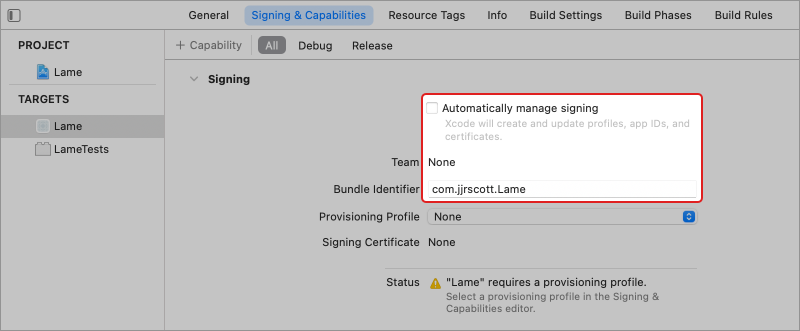 General Signing & Capabilities Resource Tags Info Build Settings Build Phases Build Rules
PROJECT
Lame
TARGETS
Lame
LameTests
+ Capability All Debug Release
Signing
Automatically manage signing
Xcode will create and update profiles, app IDs, and
certificates.
Team None
Bundle Identifier com.jjrscott.Lame
Provisioning Profile None
Signing Certificate None
Status "Lame" requires a provisioning profile.
Select a provisioning profile in the Signing &
Capabilities editor.